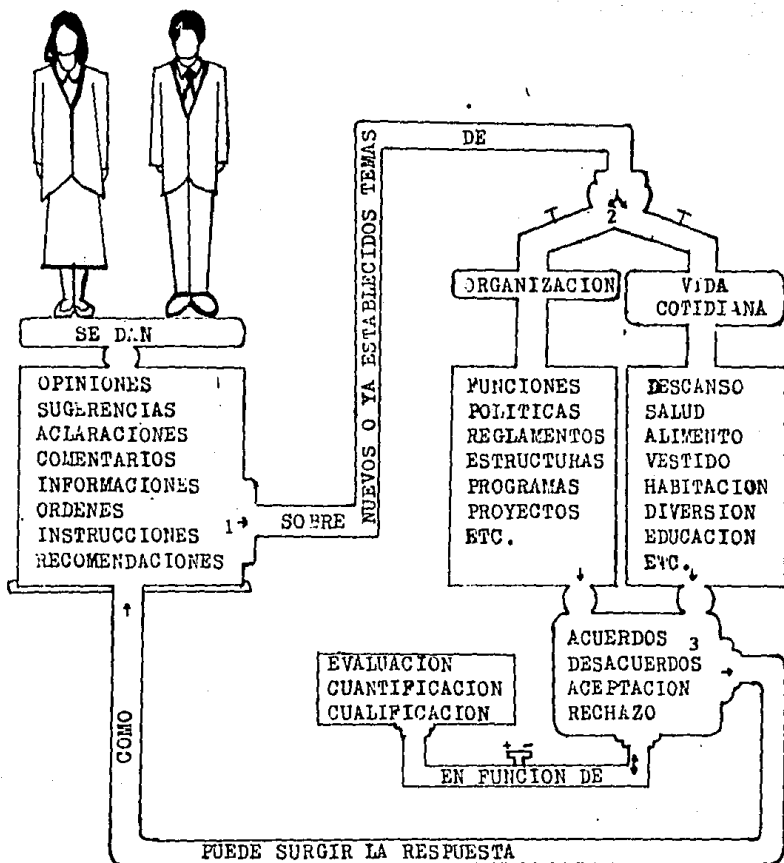 SE DAN
OPINIONES
SUGERENCIAS
ACLARACIONES
COMENTARIOS
INFORMACIONES
ORDENES
INSTRUCCIONES
RECOMENDACIONES
1
SOBRE
NUEVOS O YA ESTABLECIDOS TEMAS
DE
2
ORGANIZACION
FUNCIONES
POLITICAS
REGLAMENTOS
ESTRUCTURAS
PROGRAMAS
PROYECTOS
ETC.
VIDA
COTIDIANA
DESCANSO
SALUD
ALIMENTO
VESTIDO
HABITACION
DIVERSION
EDUCACION
ETC.
ACUERDOS 3
DESACUERDOS
ACEPTACION
RECHAZO
EVALUACION
CUANTIFICACION
CUALIFICACION
+ -
EN FUNCION DE
PUEDE SURGIR LA RESPUESTA
COMO